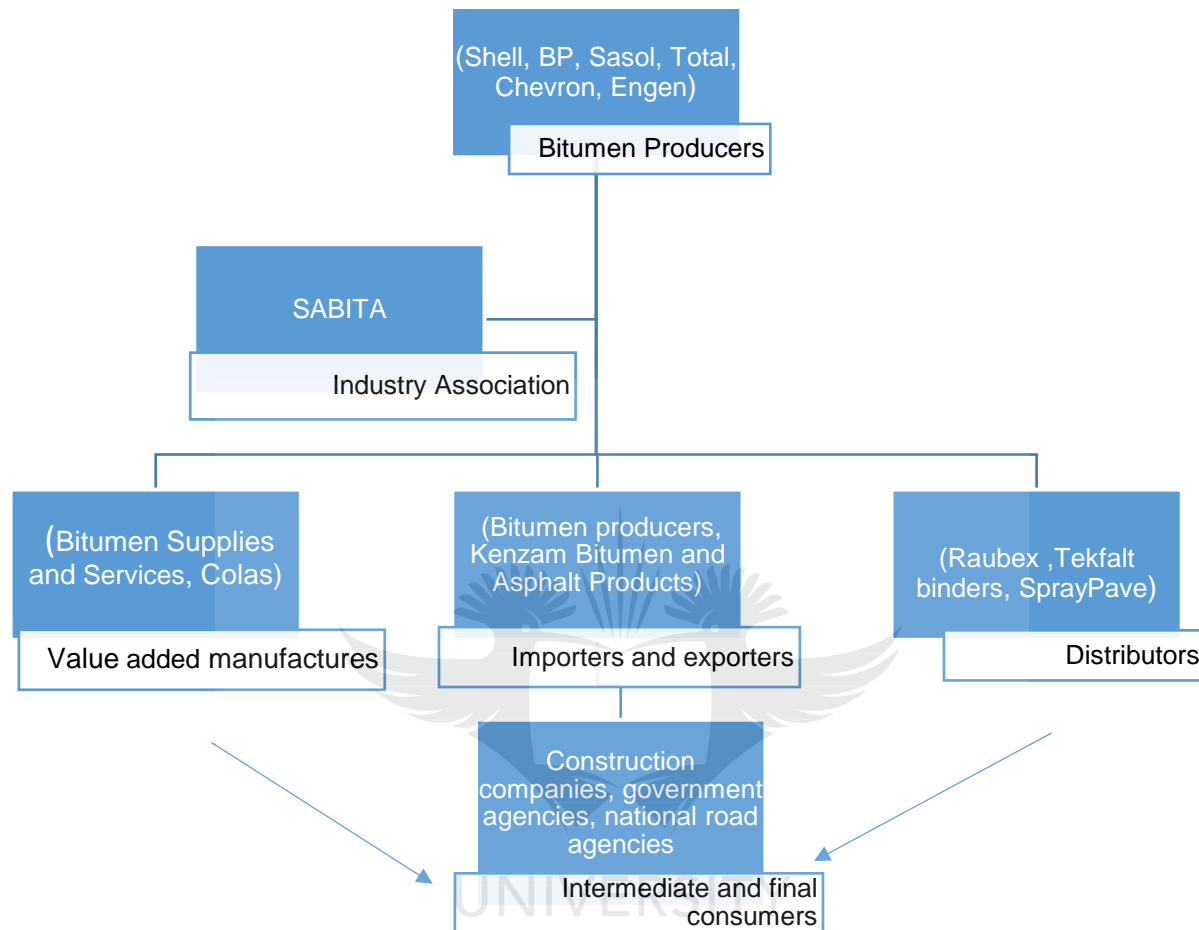 (Shell, BP, Sasol, Total,
Chevron, Engen)
Bitumen Producers
SABITA
Industry Association
(Bitumen Supplies
and Services, Colas)
Value added manufactures
(Bitumen producers,
Kenzam Bitumen and
Asphalt Products)
Importers and exporters
(Raubex ,Tekfalt
binders, SprayPave)
Distributors
Construction
companies, government
agencies, national road
agencies
Intermediate and final
consumers
UNIVERSITY